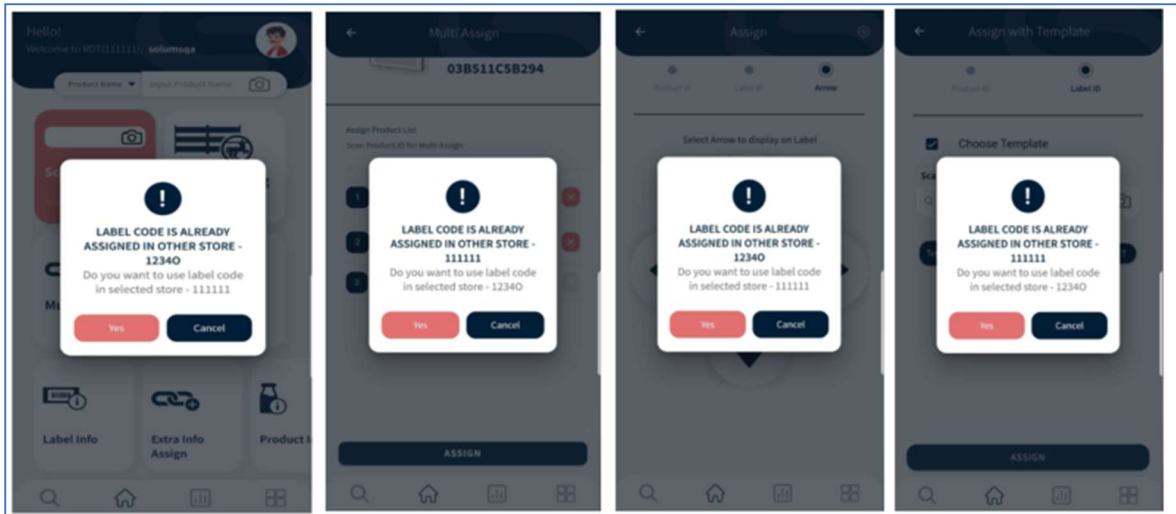 Hello!
Welcome to RDT(111111), solumsqa
Product Name
Input Product Name
LABEL CODE IS ALREADY
ASSIGNED IN OTHER STORE -
1234O
Do you want to use label code
in selected store - 111111
Yes
Cancel
Label Info
Extra Info
Assign
Multi Assign
03B511C5B294
Assign Product List
Scan Product ID for Multi Assign
1
2
3
LABEL CODE IS ALREADY
ASSIGNED IN OTHER STORE -
111111
Do you want to use label code
in selected store - 1234O
Yes
Cancel
ASSIGN
Assign
Product ID
Label ID
Arrow
Select Arrow to display on Label
LABEL CODE IS ALREADY
ASSIGNED IN OTHER STORE -
1234O
Do you want to use label code
in selected store - 111111
Yes
Cancel
Assign with Template
Product ID
Label ID
Choose Template
LABEL CODE IS ALREADY
ASSIGNED IN OTHER STORE -
111111
Do you want to use label code
in selected store - 1234O
Yes
Cancel
ASSIGN